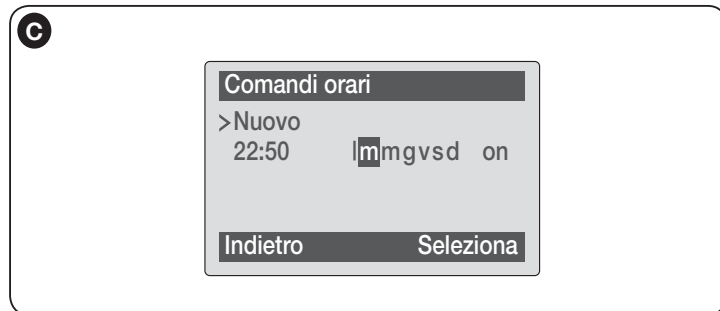 C
Comandi orari
>Nuovo
22:50 lmmgvsd on
Indietro Seleziona